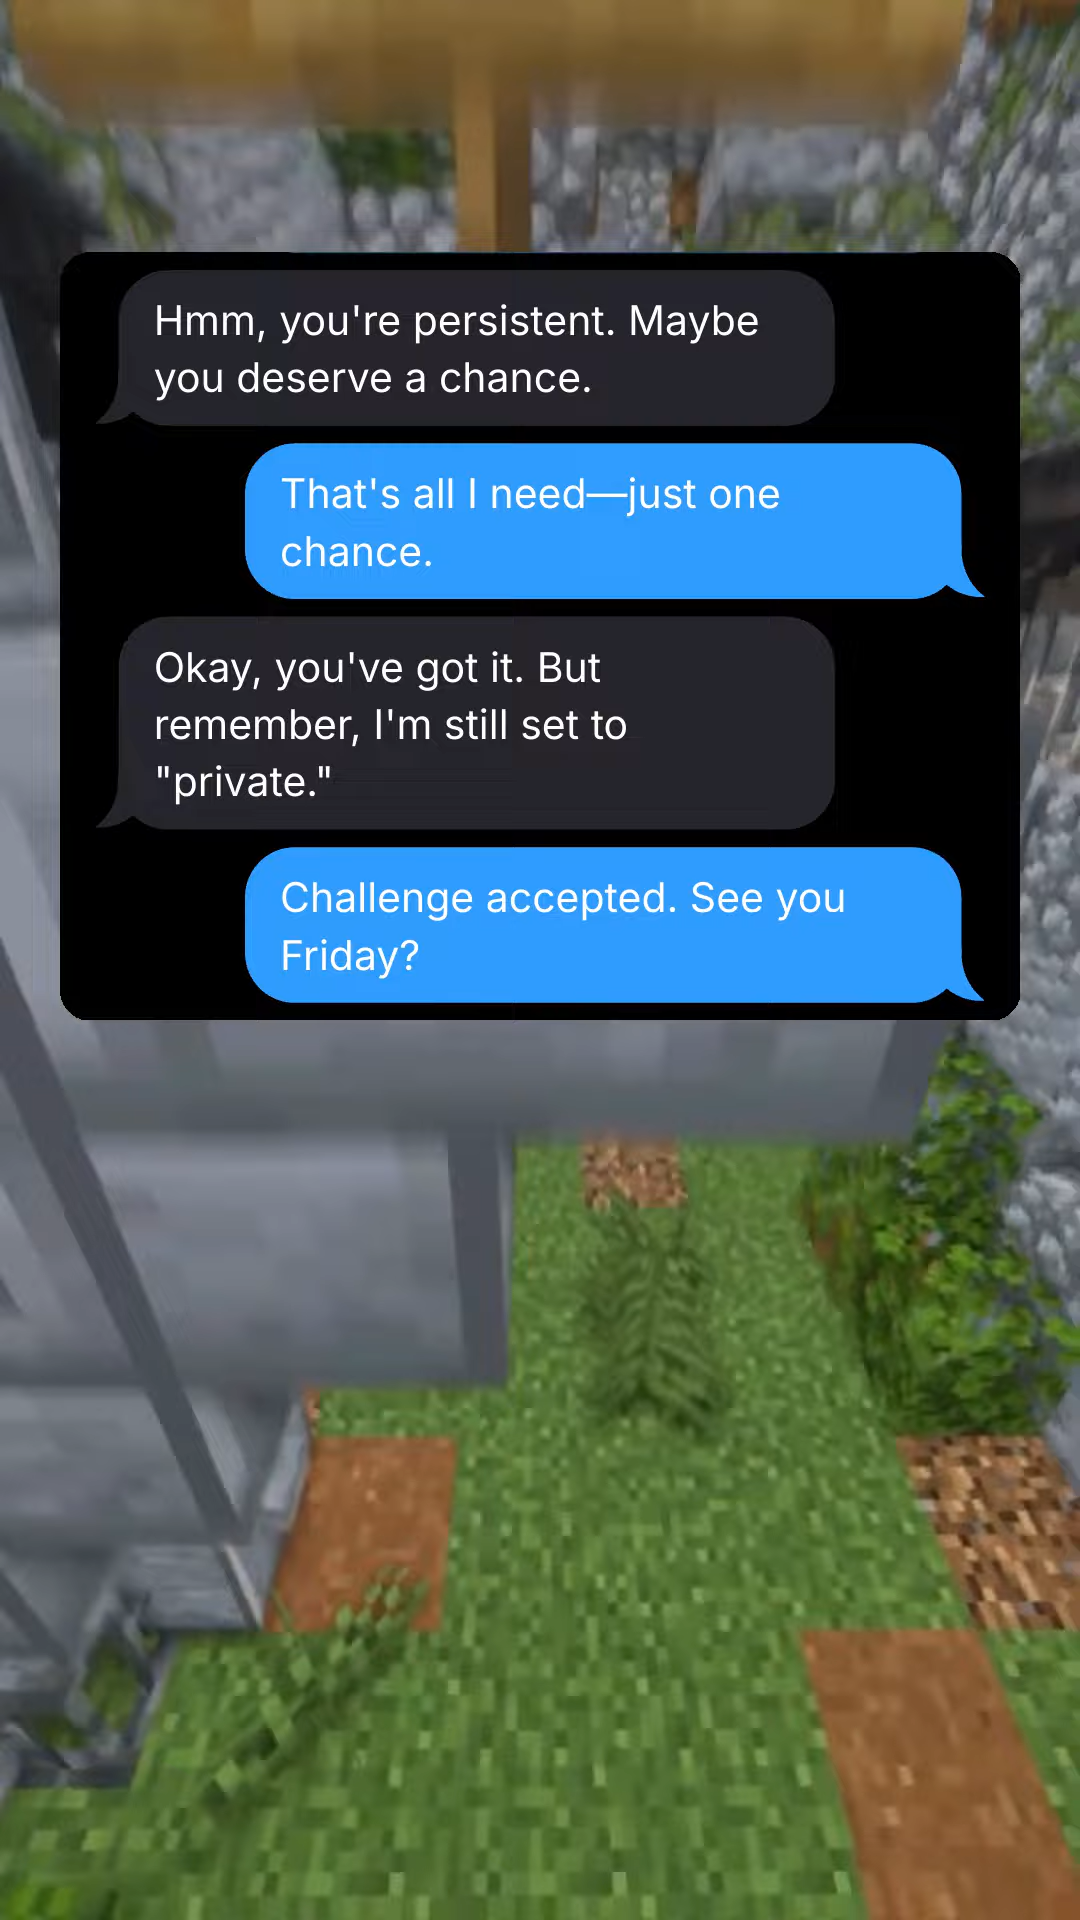 Hmm, you're persistent. Maybe
you deserve a chance.
That's all I need—just one
chance.
Okay, you've got it. But
remember, I'm still set to
"private."
Challenge accepted. See you
Friday?